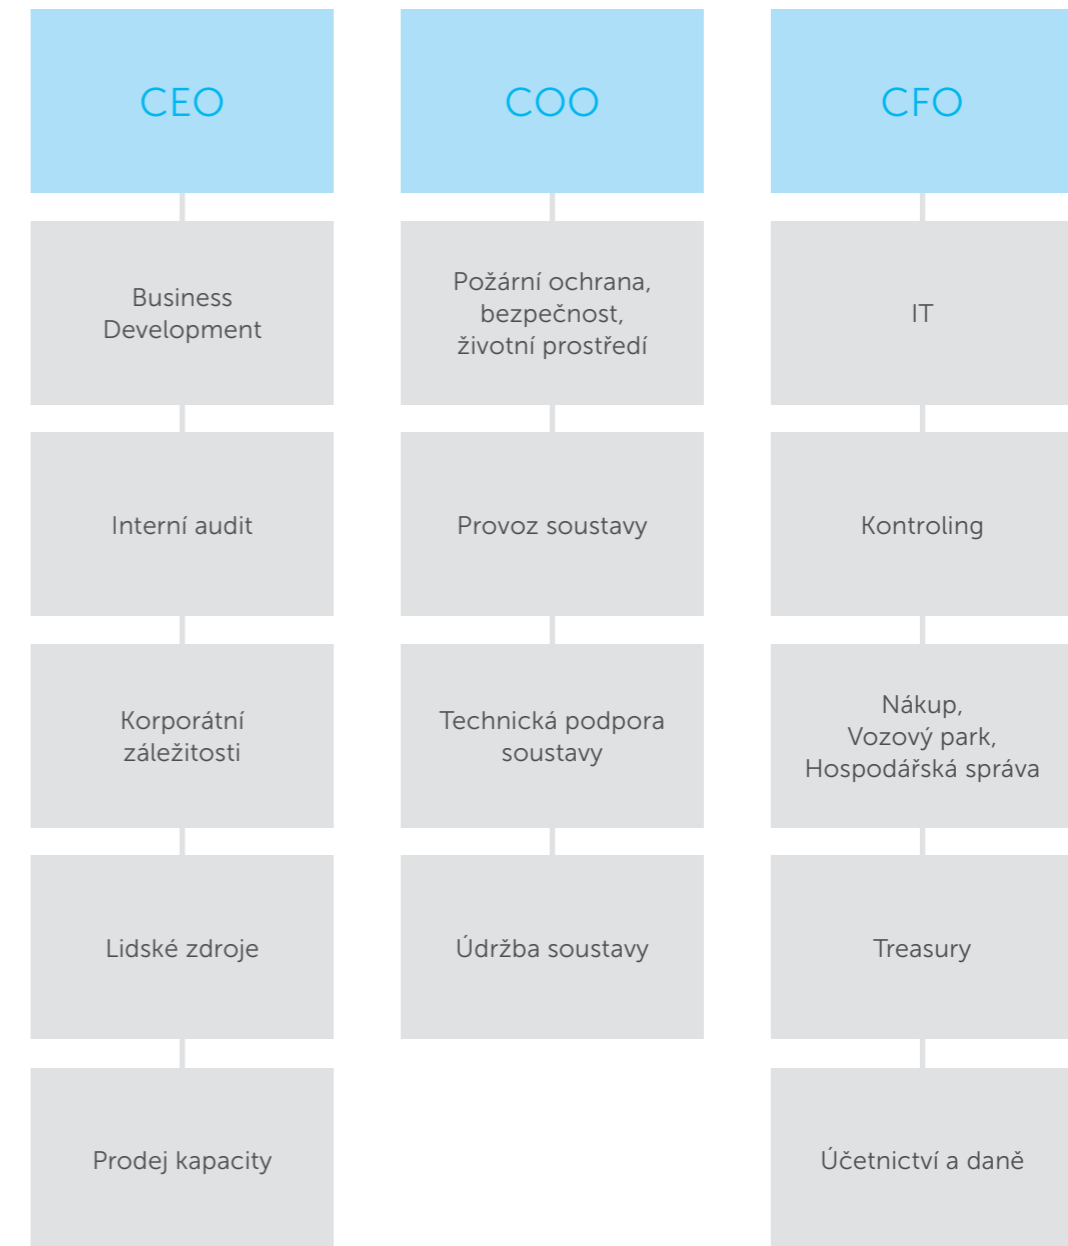 CEO
Business
Development
Interní audit
Korporátní
záležitosti
Lidské zdroje
Prodej kapacity
COO
Požární ochrana,
bezpečnost,
životní prostředí
Provoz soustavy
Technická podpora
soustavy
Údržba soustavy
CFO
IT
Kontroling
Nákup,
Vozový park,
Hospodářská správa
Treasury
Účetnictví a daně